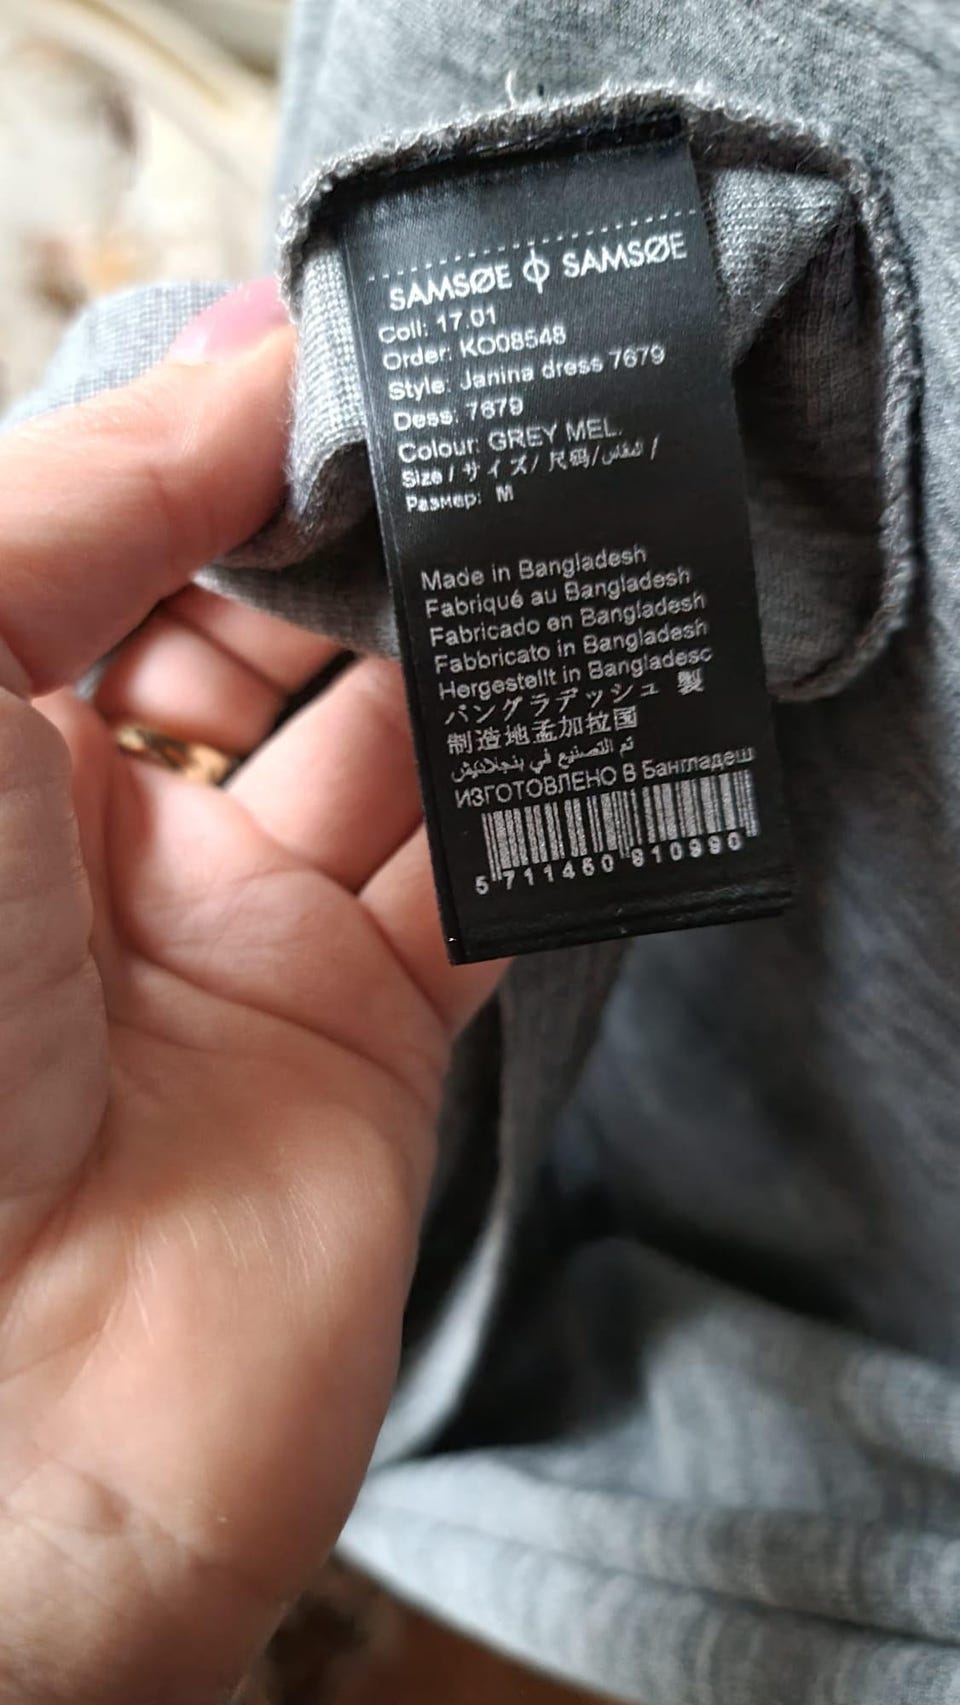 SAMSØE SAMSØE
Coll: 17.01
Order: KO08548
Style: Janina dress 7679
Dess: 7679
Colour: GREY MEL.
Size / サイズ/ 尺码/ المقاس /
Размер: M
Made in Bangladesh
Fabriqué au Bangladesh
Fabricado en Bangladesh
Fabbricato in Bangladesh
Hergestellt in Bangladesc
バングラデッシュ 製
制造地孟加拉国
تم التصنيع في بنجلاديش
ИЗГОТОВЛЕНО В Бангладеш
5 711450 810990